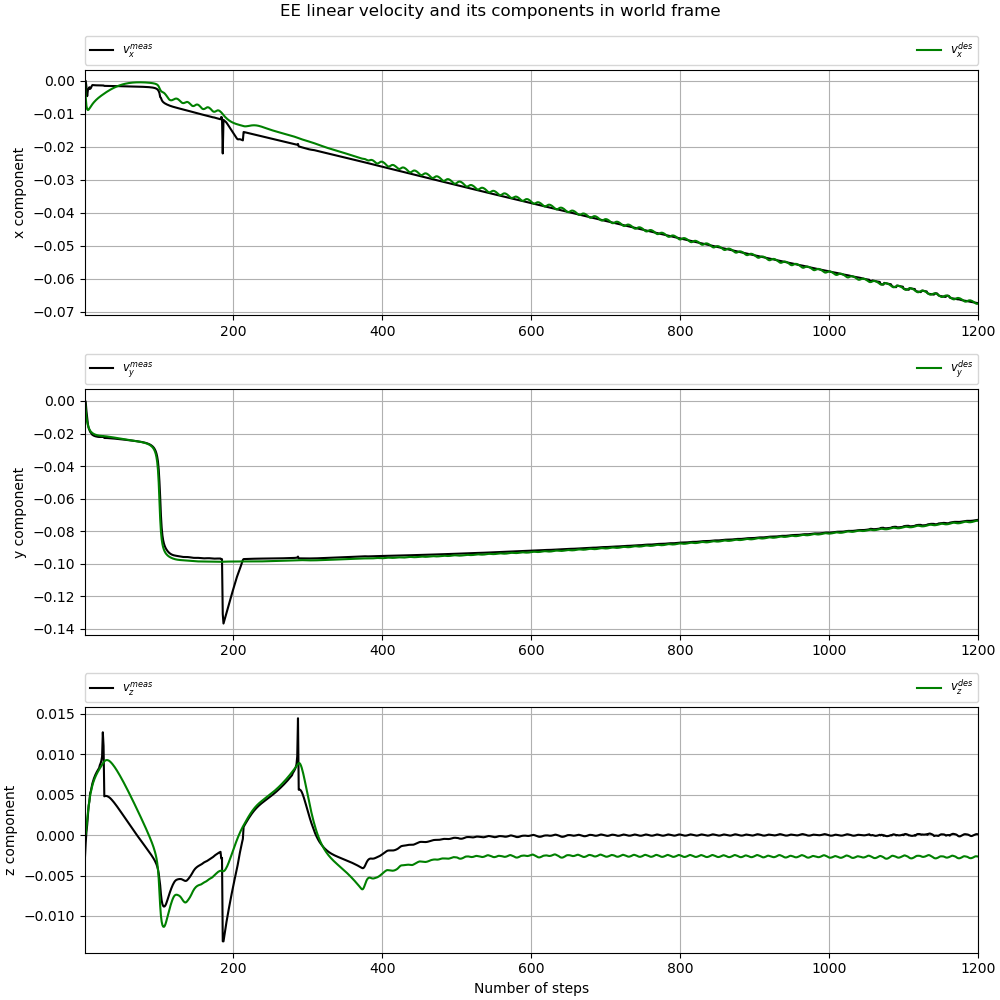 EE linear velocity and its components in world frame
v_x^meas v_x^des
0.00
−0.01
−0.02
−0.03
−0.04
−0.05
−0.06
−0.07
x component
200 400 600 800 1000 1200
v_y^meas v_y^des
0.00
−0.02
−0.04
−0.06
−0.08
−0.10
−0.12
−0.14
y component
200 400 600 800 1000 1200
v_z^meas v_z^des
0.015
0.010
0.005
0.000
−0.005
−0.010
z component
200 400 600 800 1000 1200
Number of steps